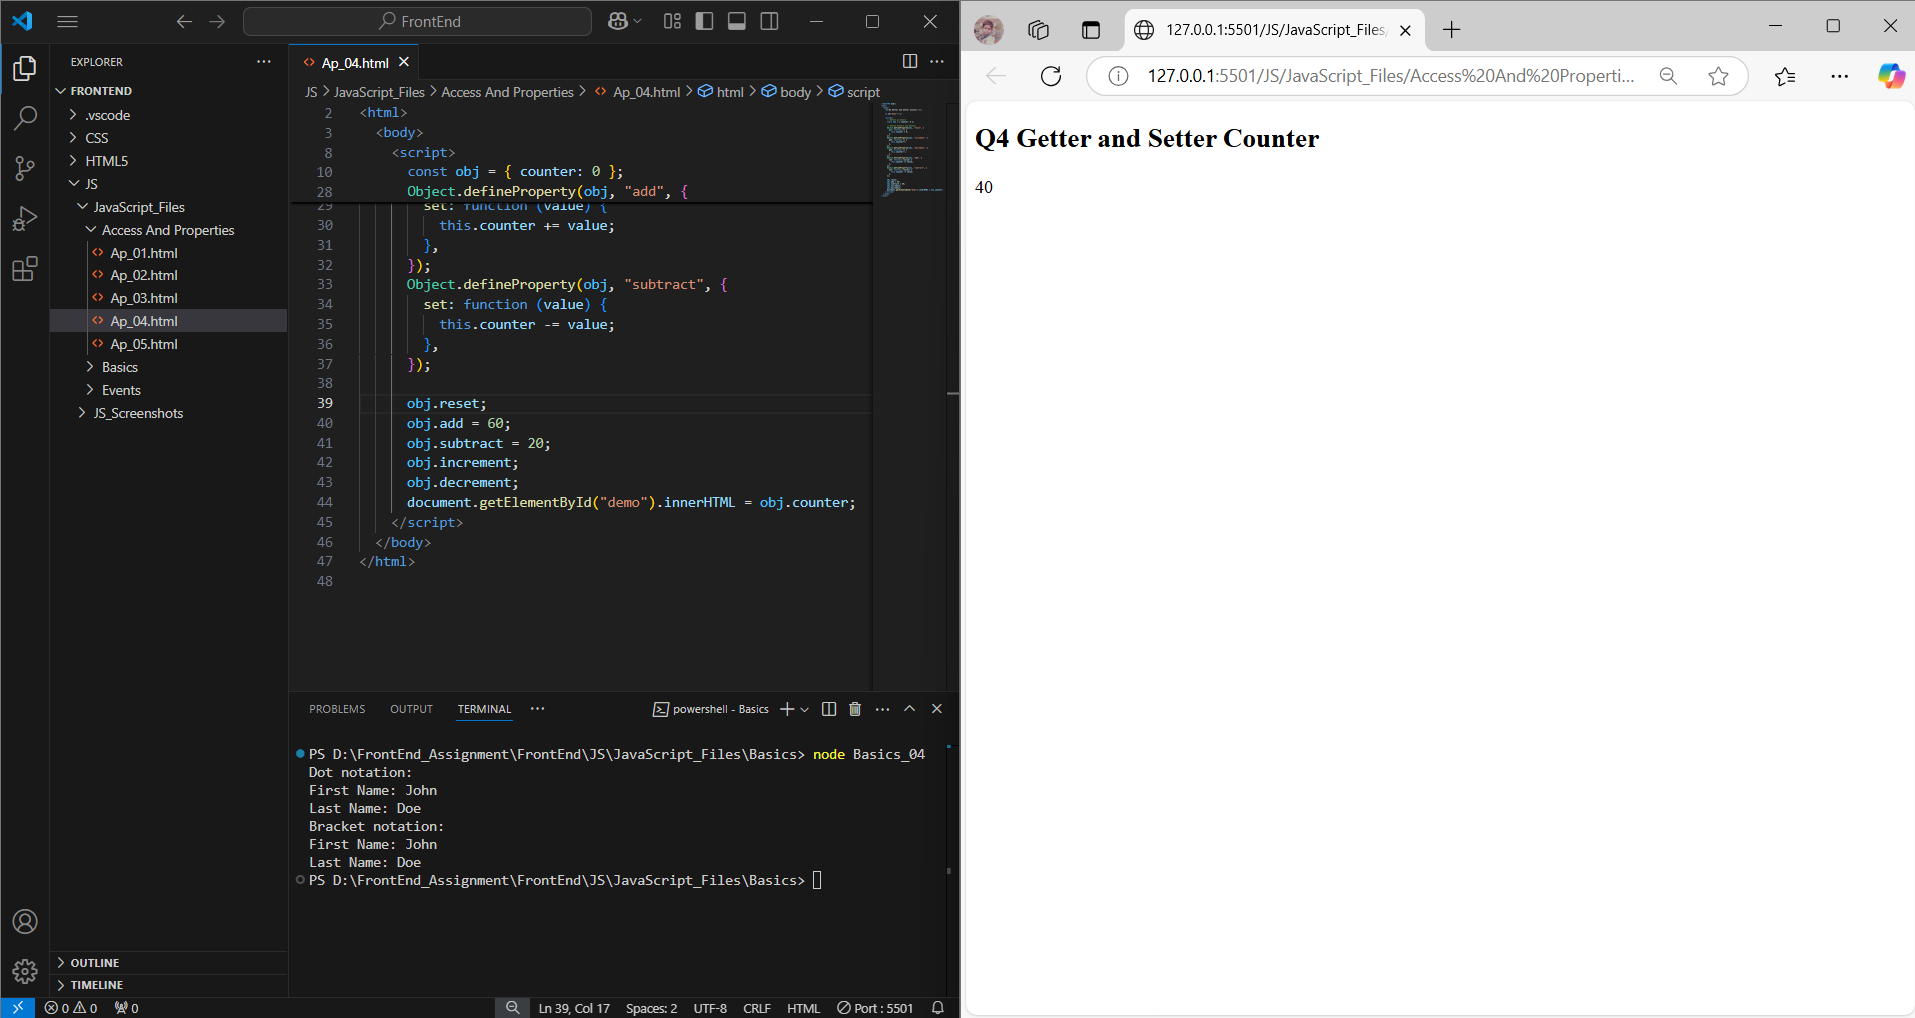 FrontEnd
EXPLORER
FRONTEND
.vscode
CSS
HTML5
JS
JavaScript_Files
Access And Properties
Ap_01.html
Ap_02.html
Ap_03.html
Ap_04.html
Ap_05.html
Basics
Events
JS_Screenshots
OUTLINE
TIMELINE
Ap_04.html
JS > JavaScript_Files > Access And Properties > Ap_04.html > html > body > script
2 <html>
3 <body>
8 <script>
10 const obj = { counter: 0 };
28 Object.defineProperty(obj, "add", {
29 set: function (value) {
30 this.counter += value;
31 },
32 });
33 Object.defineProperty(obj, "subtract", {
34 set: function (value) {
35 this.counter -= value;
36 },
37 });
38
39 obj.reset;
40 obj.add = 60;
41 obj.subtract = 20;
42 obj.increment;
43 obj.decrement;
44 document.getElementById("demo").innerHTML = obj.counter;
45 </script>
46 </body>
47 </html>
48
PROBLEMS OUTPUT TERMINAL powershell - Basics
PS D:\FrontEnd_Assignment\FrontEnd\JS\JavaScript_Files\Basics> node Basics_04
Dot notation:
First Name: John
Last Name: Doe
Bracket notation:
First Name: John
Last Name: Doe
PS D:\FrontEnd_Assignment\FrontEnd\JS\JavaScript_Files\Basics>
0 0 0 Ln 39, Col 17 Spaces: 2 UTF-8 CRLF HTML Port : 5501
127.0.0.1:5501/JS/JavaScript_Files/
127.0.0.1:5501/JS/JavaScript_Files/Access%20And%20Properti...
Q4 Getter and Setter Counter
40